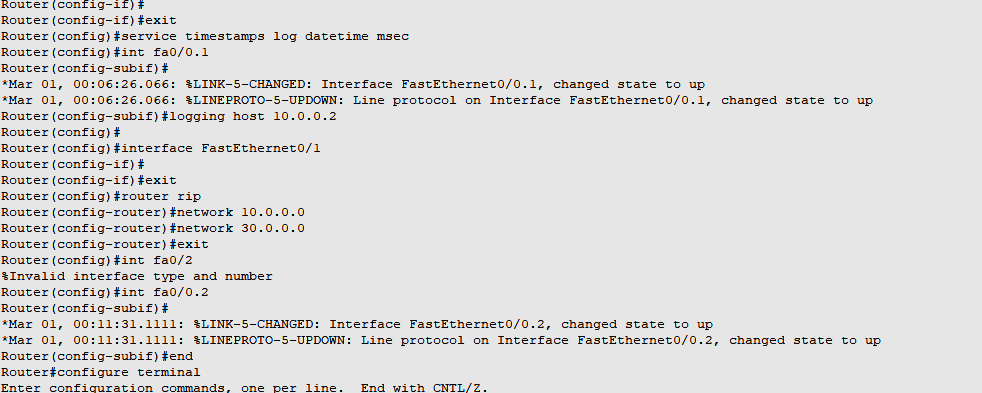 Router(config-if)#
Router(config-if)#exit
Router(config)#service timestamps log datetime msec
Router(config)#int fa0/0.1
Router(config-subif)#
*Mar 01, 00:06:26.066: %LINK-5-CHANGED: Interface FastEthernet0/0.1, changed state to up
*Mar 01, 00:06:26.066: %LINEPROTO-5-UPDOWN: Line protocol on Interface FastEthernet0/0.1, changed state to up
Router(config-subif)#logging host 10.0.0.2
Router(config)#
Router(config)#interface FastEthernet0/1
Router(config-if)#
Router(config-if)#exit
Router(config)#router rip
Router(config-router)#network 10.0.0.0
Router(config-router)#network 30.0.0.0
Router(config-router)#exit
Router(config)#int fa0/2
%Invalid interface type and number
Router(config)#int fa0/0.2
Router(config-subif)#
*Mar 01, 00:11:31.1111: %LINK-5-CHANGED: Interface FastEthernet0/0.2, changed state to up
*Mar 01, 00:11:31.1111: %LINEPROTO-5-UPDOWN: Line protocol on Interface FastEthernet0/0.2, changed state to up
Router(config-subif)#end
Router#configure terminal
Enter configuration commands, one per line.  End with CNTL/Z.